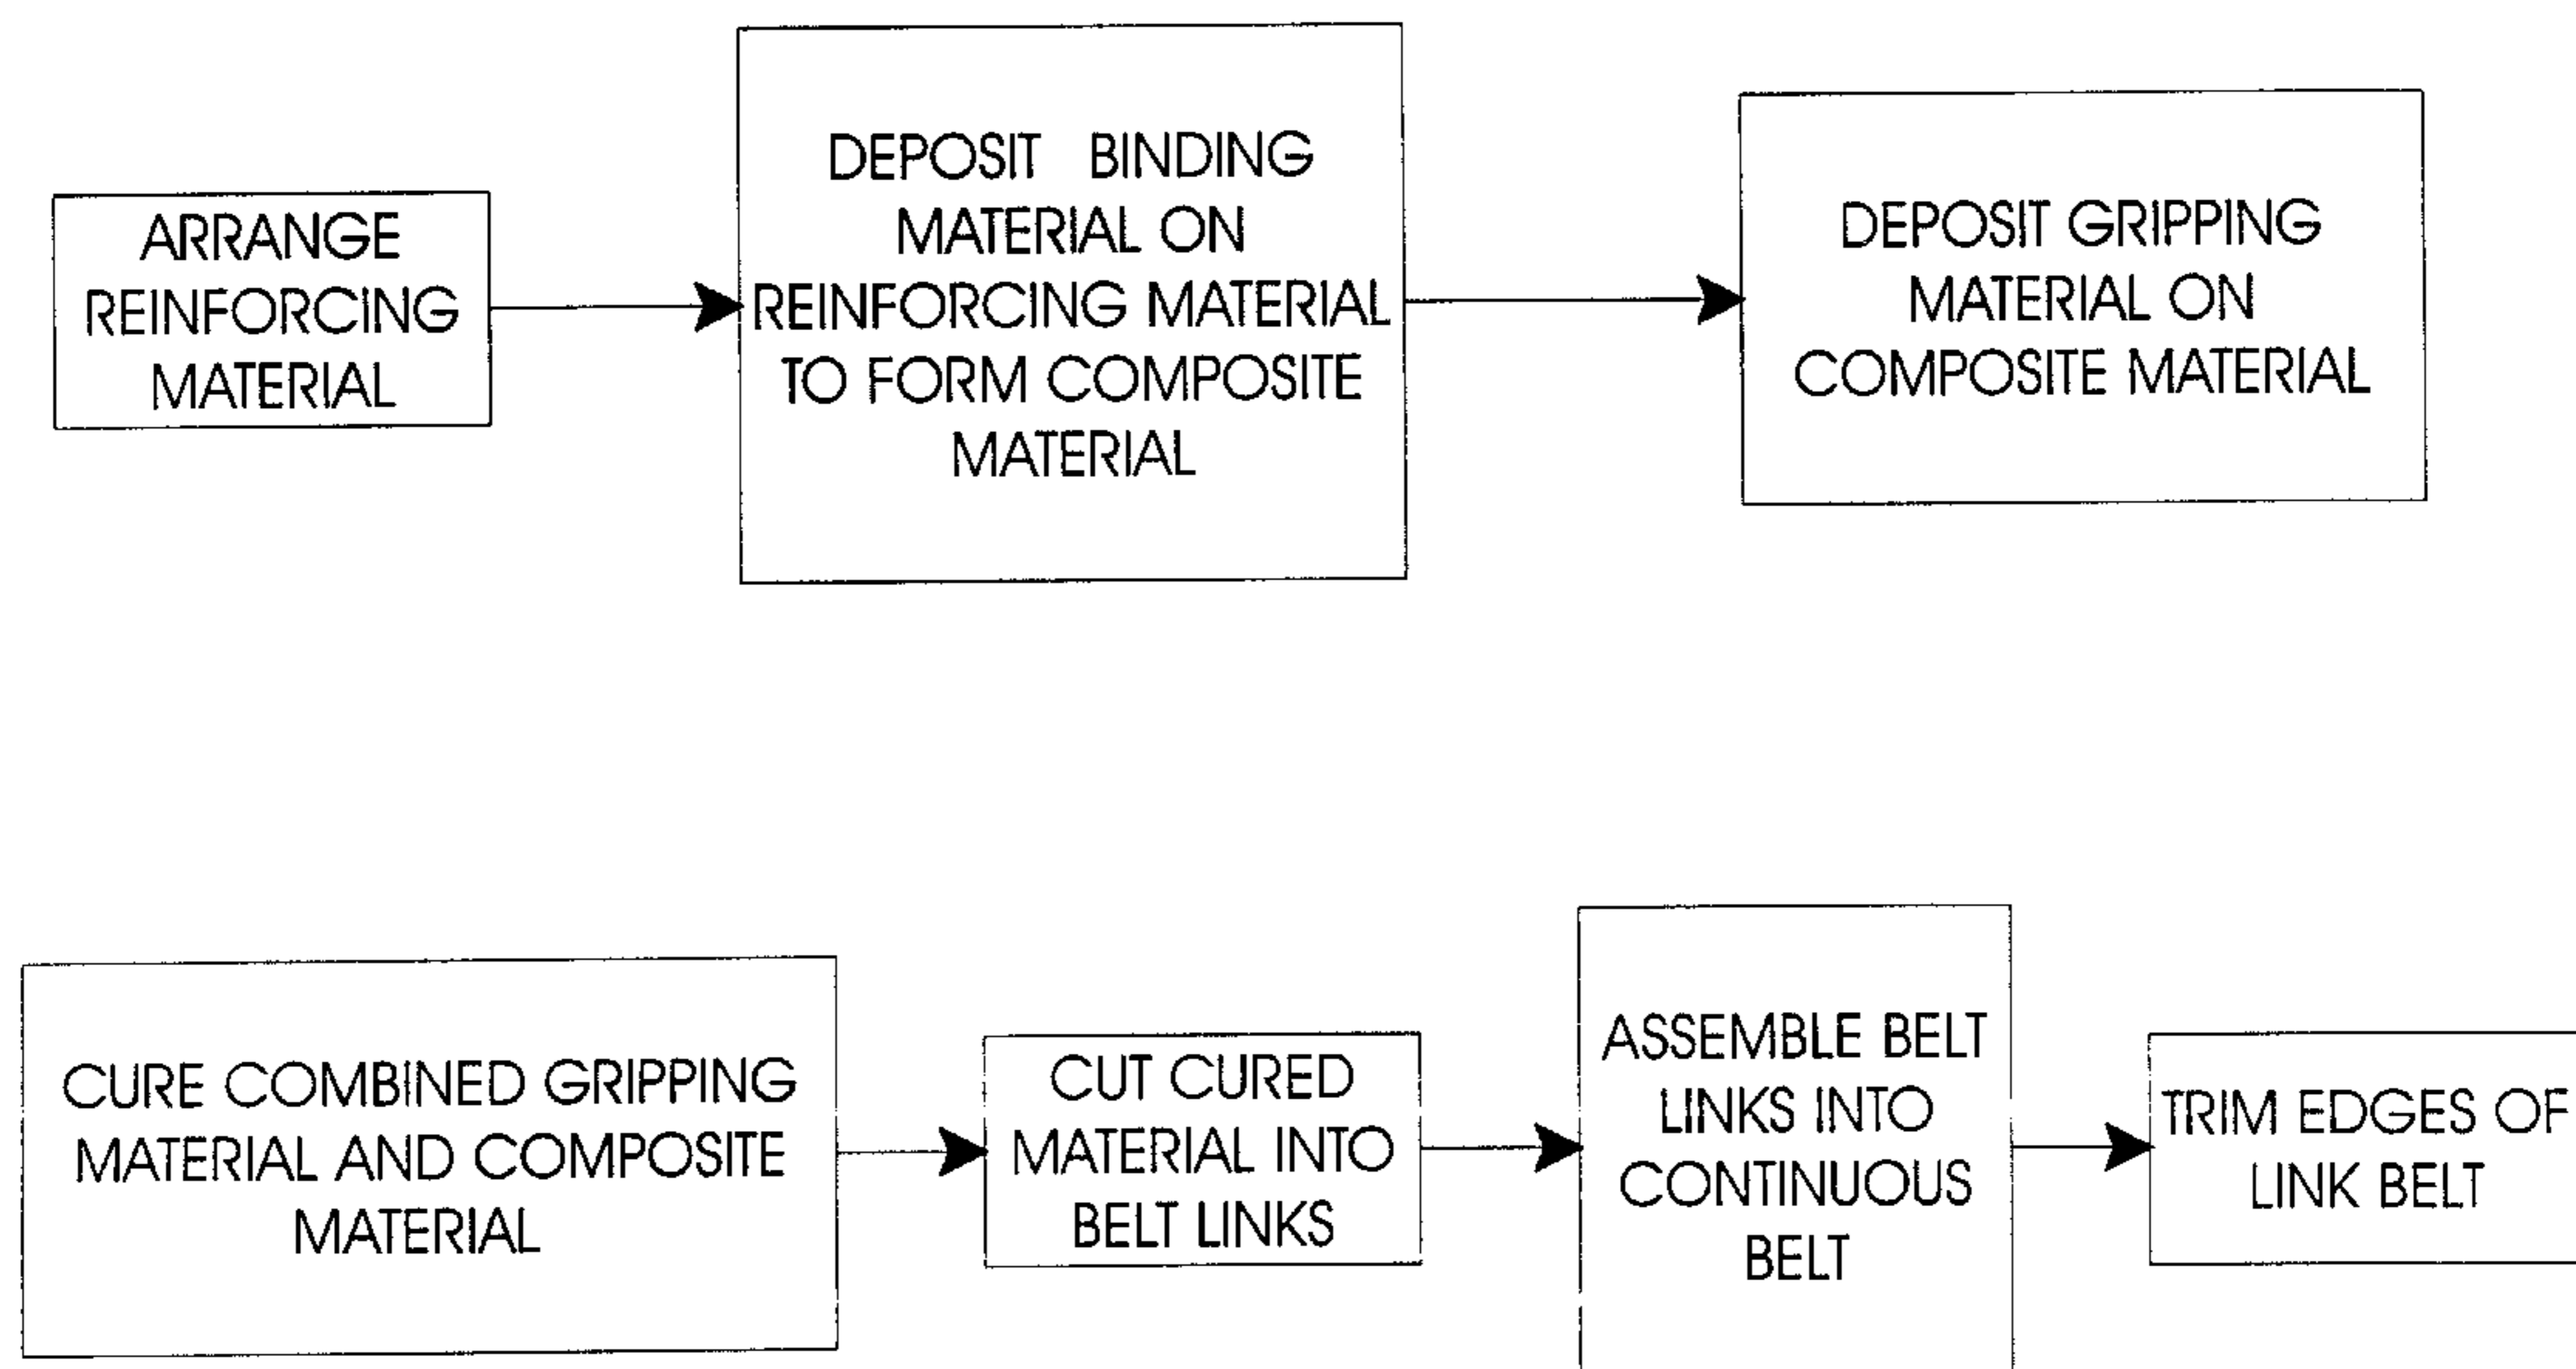 ARRANGE
REINFORCING
MATERIAL
DEPOSIT BINDING
MATERIAL ON
REINFORCING MATERIAL
TO FORM COMPOSITE
MATERIAL
DEPOSIT GRIPPING
MATERIAL ON
COMPOSITE MATERIAL
CURE COMBINED GRIPPING
MATERIAL AND COMPOSITE
MATERIAL
CUT CURED
MATERIAL INTO
BELT LINKS
ASSEMBLE BELT
LINKS INTO
CONTINUOUS
BELT
TRIM EDGES OF
LINK BELT